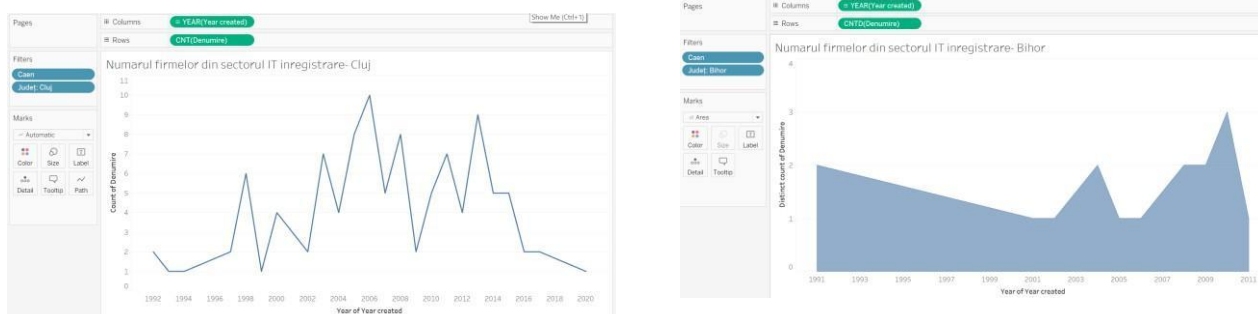 Pages
Columns
YEAR(Year created)
Show Me (Ctrl+1)
Rows
CNT(Denumire)
Filters
Caen
Județ: Cluj
Marks
Automatic
Color Size Label
Detail Tooltip Path
Numarul firmelor din sectorul IT inregistrare- Cluj
Count of Denumire
11
10
9
8
7
6
5
4
3
2
1
0
1992 1994 1996 1998 2000 2002 2004 2006 2008 2010 2012 2014 2016 2018 2020
Year of Year created
Pages
Columns
YEAR(Year created)
Rows
CNTD(Denumire)
Filters
Caen
Județ: Bihor
Marks
Area
Color Size Label
Detail Tooltip
Numarul firmelor din sectorul IT inregistrare- Bihor
Distinct count of Denumire
4
3
2
1
0
1991 1993 1995 1997 1999 2001 2003 2005 2007 2009 2011
Year of Year created